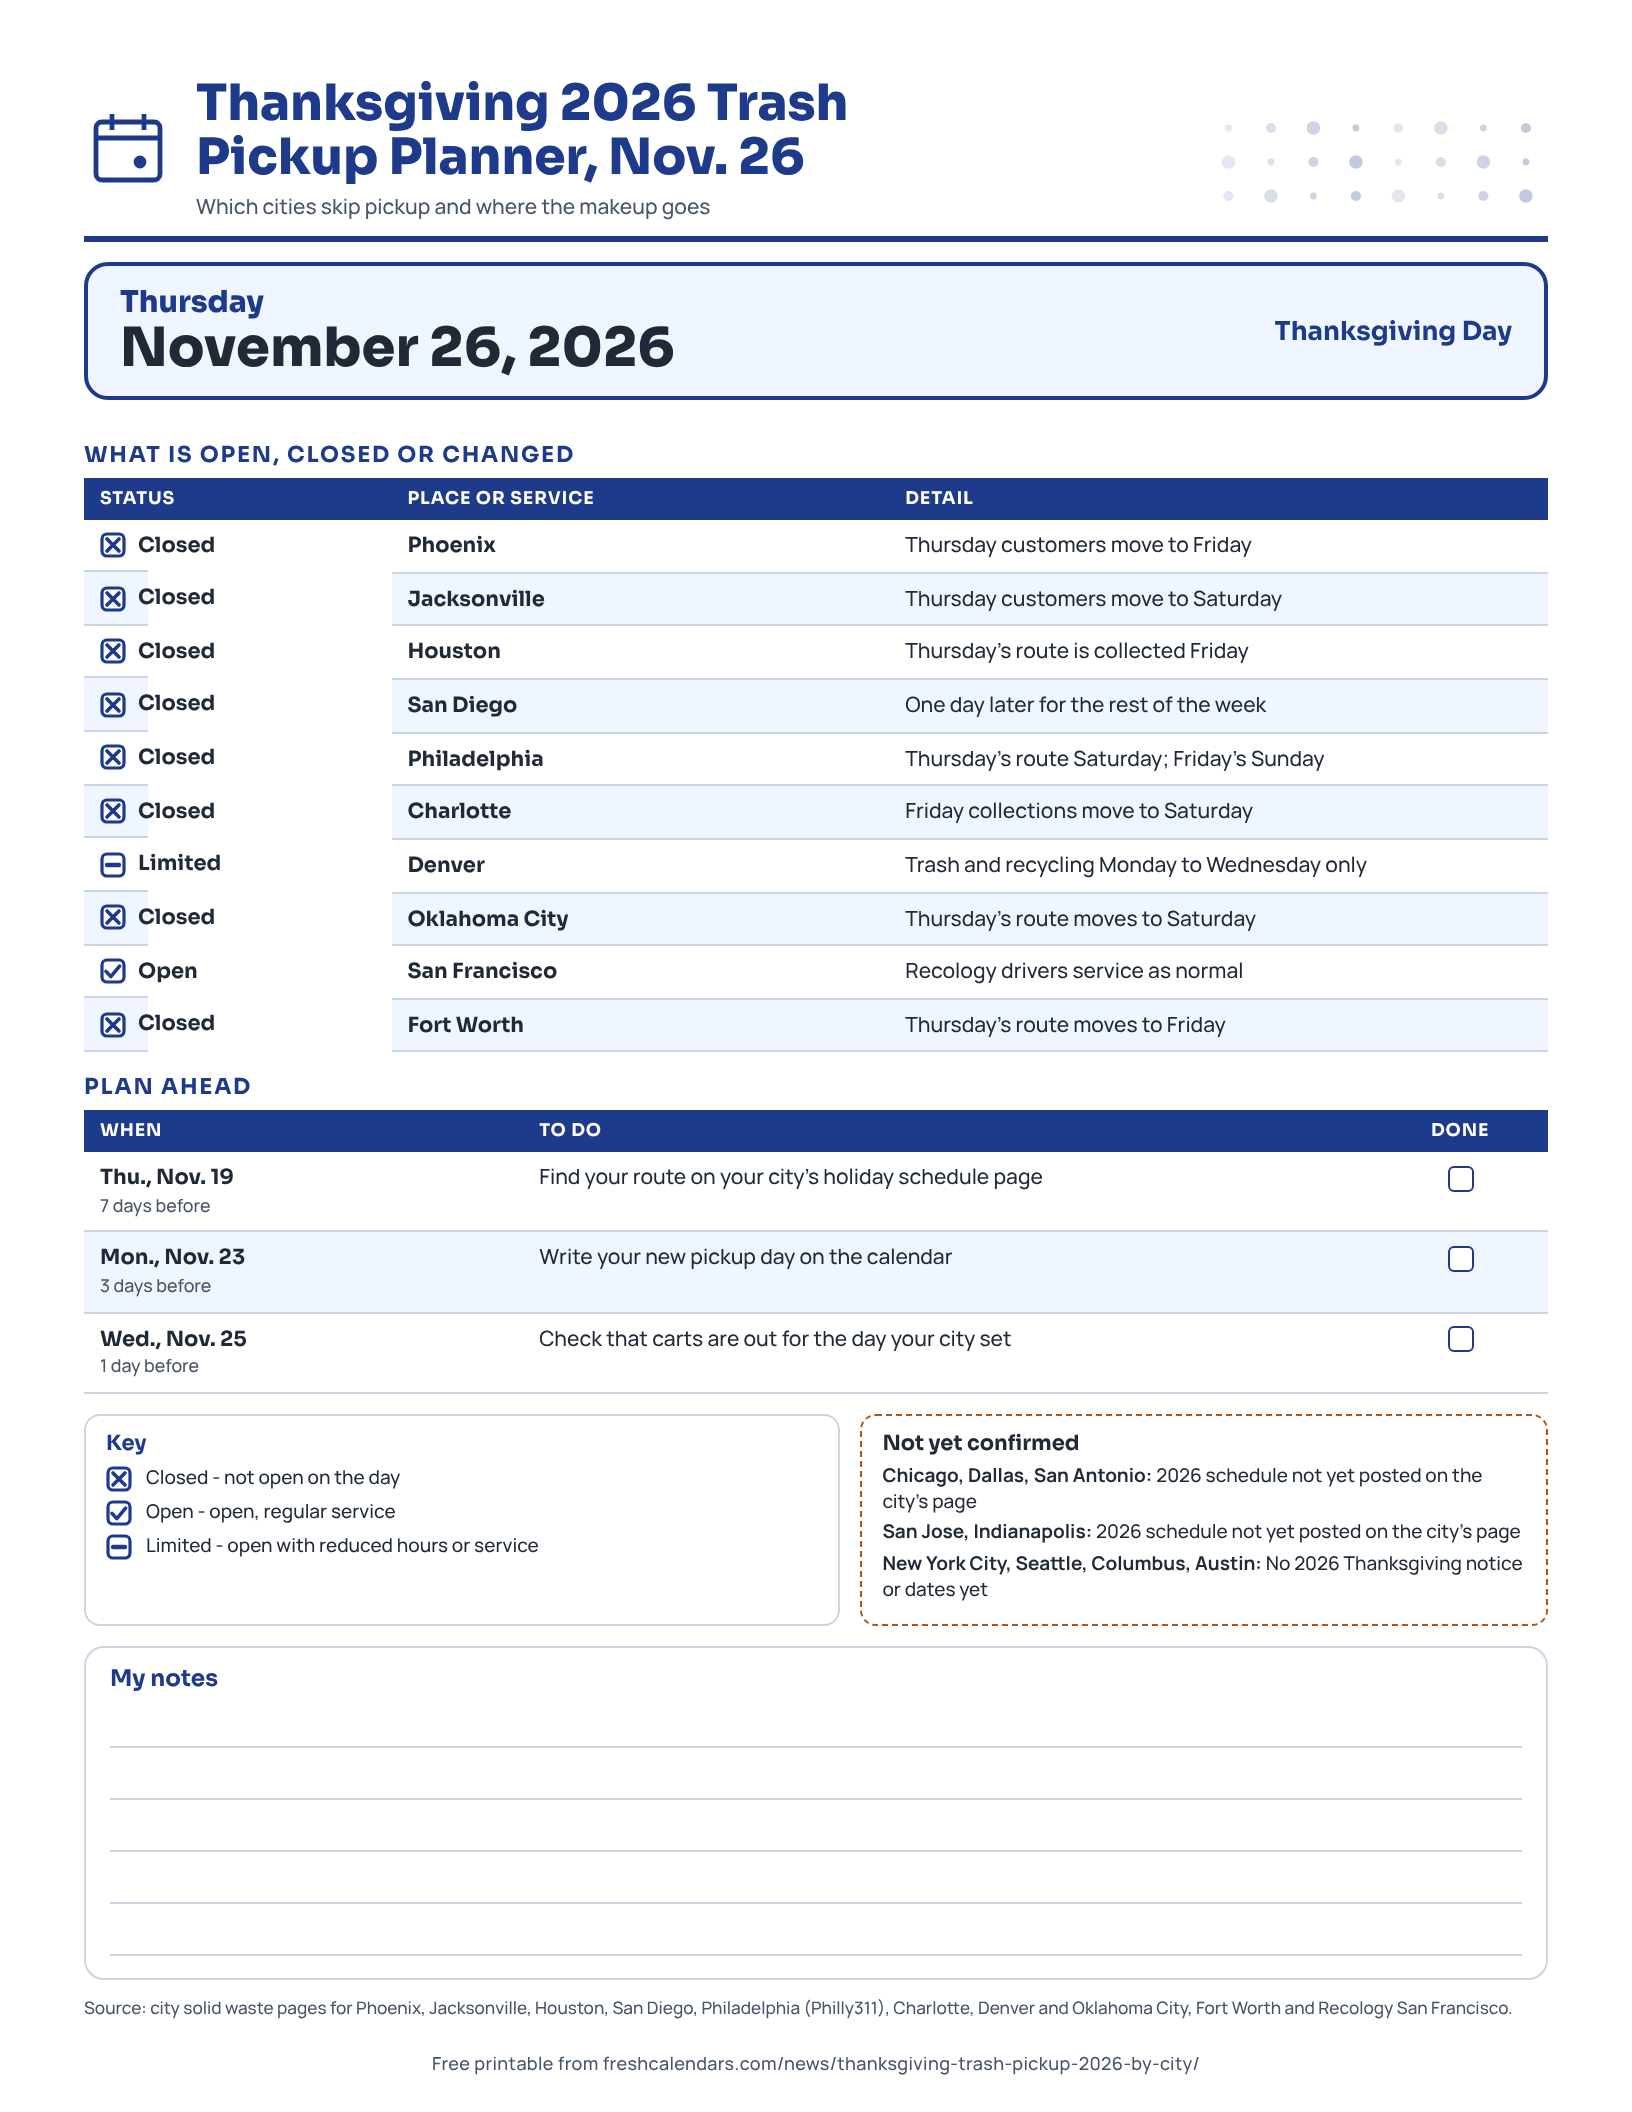 Thanksgiving 2026 Trash
Pickup Planner, Nov. 26
Which cities skip pickup and where the makeup goes
Thursday
November 26, 2026
Thanksgiving Day
WHAT IS OPEN, CLOSED OR CHANGED
STATUS PLACE OR SERVICE DETAIL
Closed Phoenix Thursday customers move to Friday
Closed Jacksonville Thursday customers move to Saturday
Closed Houston Thursday’s route is collected Friday
Closed San Diego One day later for the rest of the week
Closed Philadelphia Thursday’s route Saturday; Friday’s Sunday
Closed Charlotte Friday collections move to Saturday
Limited Denver Trash and recycling Monday to Wednesday only
Closed Oklahoma City Thursday’s route moves to Saturday
Open San Francisco Recology drivers service as normal
Closed Fort Worth Thursday’s route moves to Friday
PLAN AHEAD
WHEN TO DO DONE
Thu., Nov. 19 Find your route on your city’s holiday schedule page
7 days before
Mon., Nov. 23 Write your new pickup day on the calendar
3 days before
Wed., Nov. 25 Check that carts are out for the day your city set
1 day before
Key
Closed - not open on the day
Open - open, regular service
Limited - open with reduced hours or service
Not yet confirmed
Chicago, Dallas, San Antonio: 2026 schedule not yet posted on the
city’s page
San Jose, Indianapolis: 2026 schedule not yet posted on the city’s page
New York City, Seattle, Columbus, Austin: No 2026 Thanksgiving notice
or dates yet
My notes
Source: city solid waste pages for Phoenix, Jacksonville, Houston, San Diego, Philadelphia (Philly311), Charlotte, Denver and Oklahoma City, Fort Worth and Recology San Francisco.
Free printable from freshcalendars.com/news/thanksgiving-trash-pickup-2026-by-city/